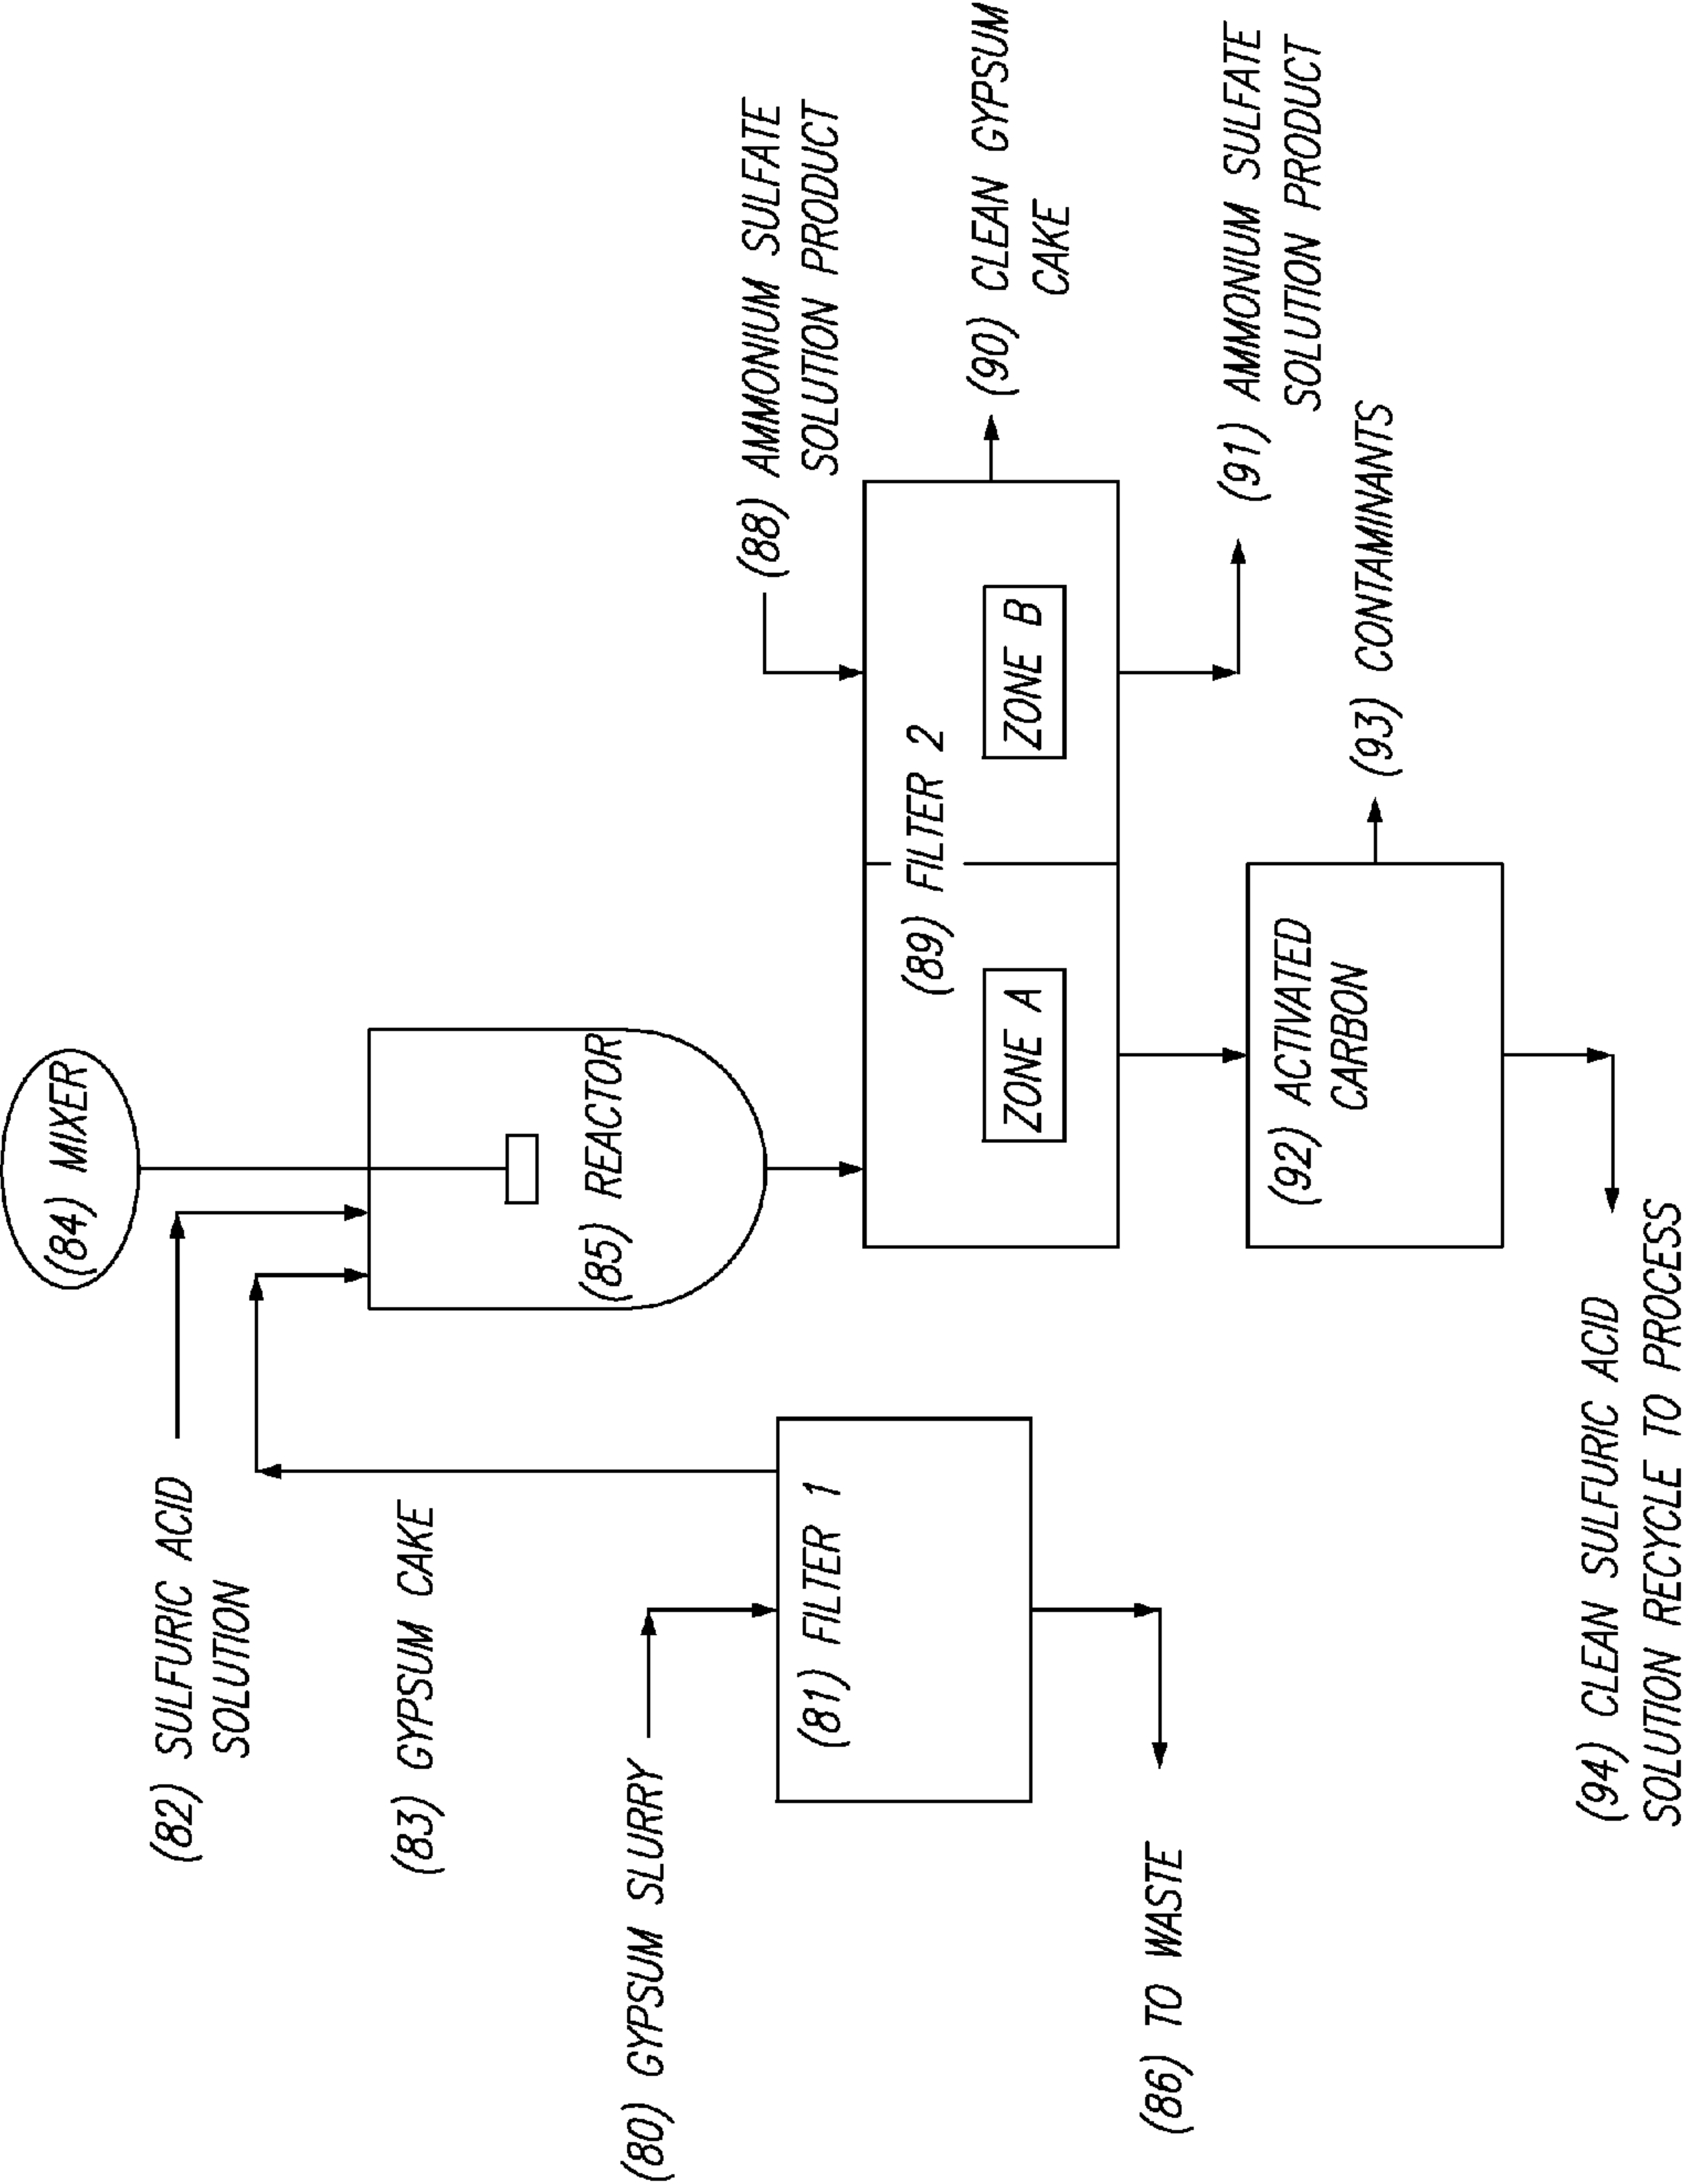 (84) MIXER
(82) SULFURIC ACID
SOLUTION
(83) GYPSUM CAKE
(85) REACTOR
(80) GYPSUM SLURRY
(81) FILTER 1
(86) TO WASTE
(88) AMMONIUM SULFATE
SOLUTION PRODUCT
(89) FILTER 2
ZONE A
ZONE B
(90) CLEAN GYPSUM
CAKE
(91) AMMONIUM SULFATE
SOLUTION PRODUCT
(92) ACTIVATED
CARBON
(93) CONTAMINANTS
(94) CLEAN SULFURIC ACID
SOLUTION RECYCLE TO PROCESS